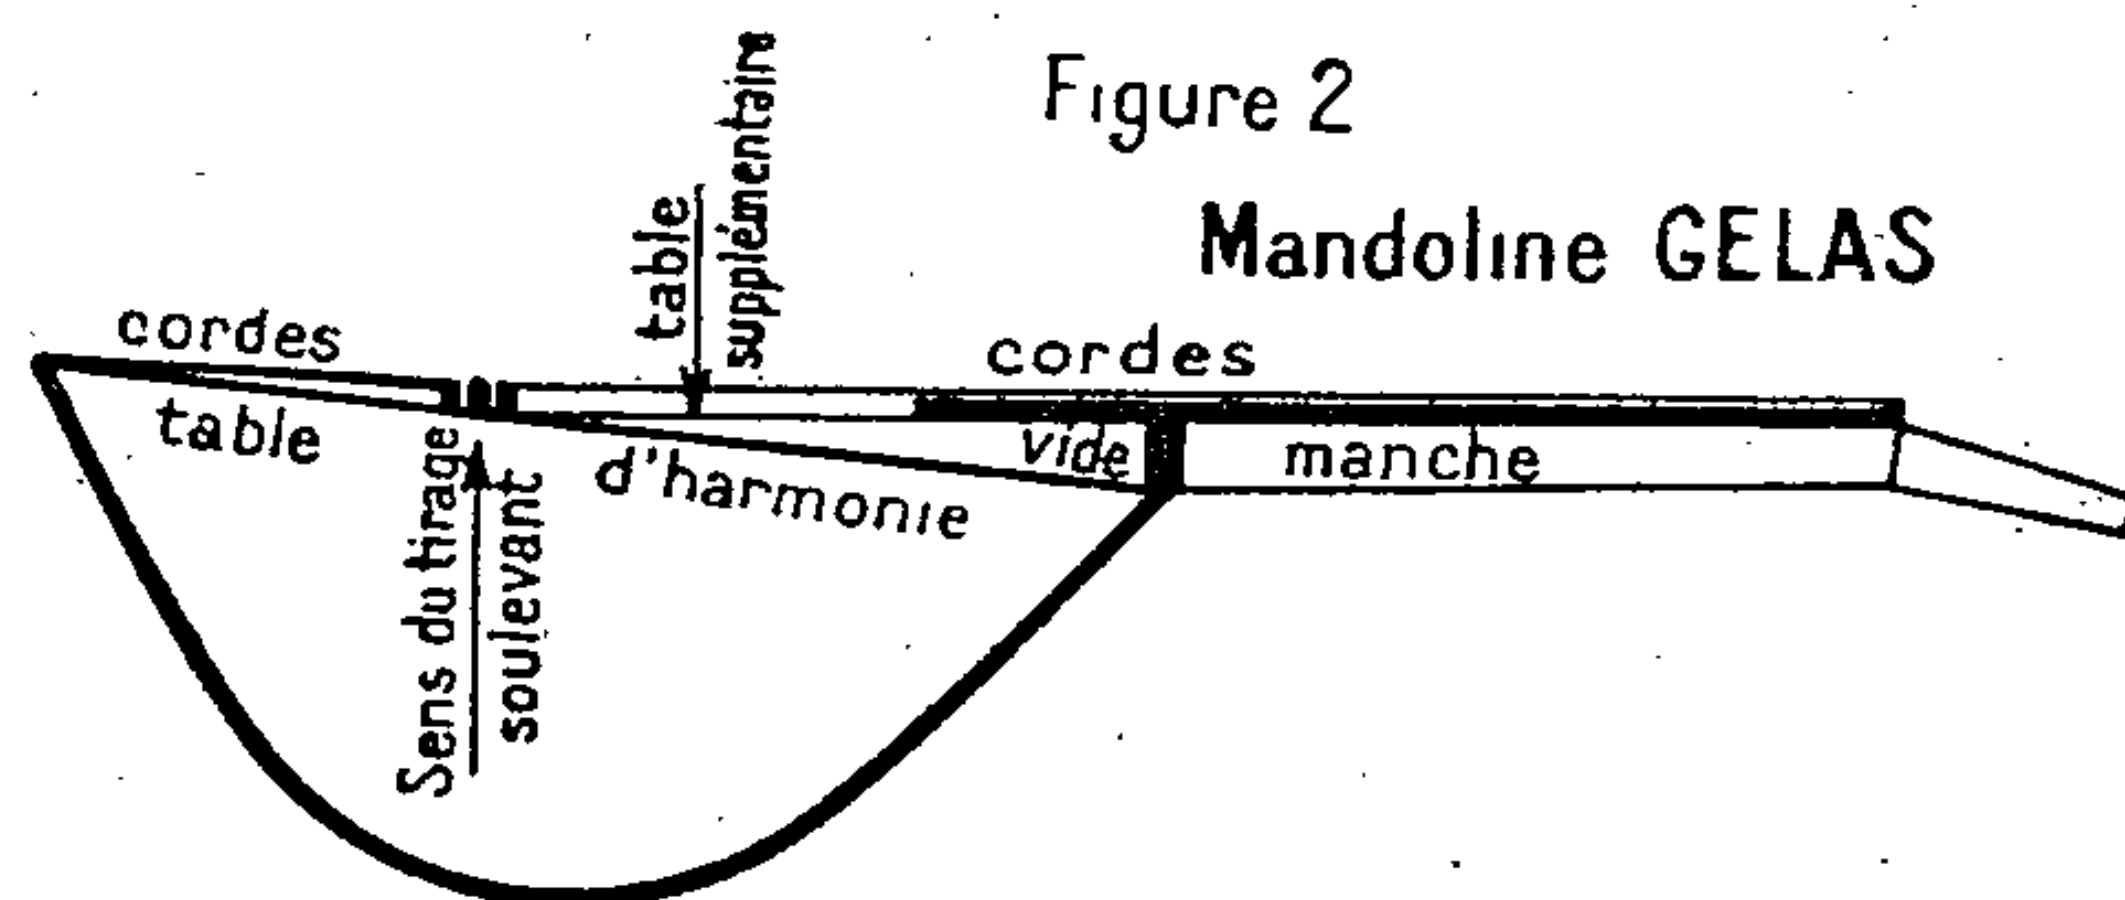 Figure 2
Mandoline GELAS
table
supplémentaire
cordes
cordes
table
d'harmonie
vide
manche
Sens du tirage
soulevant